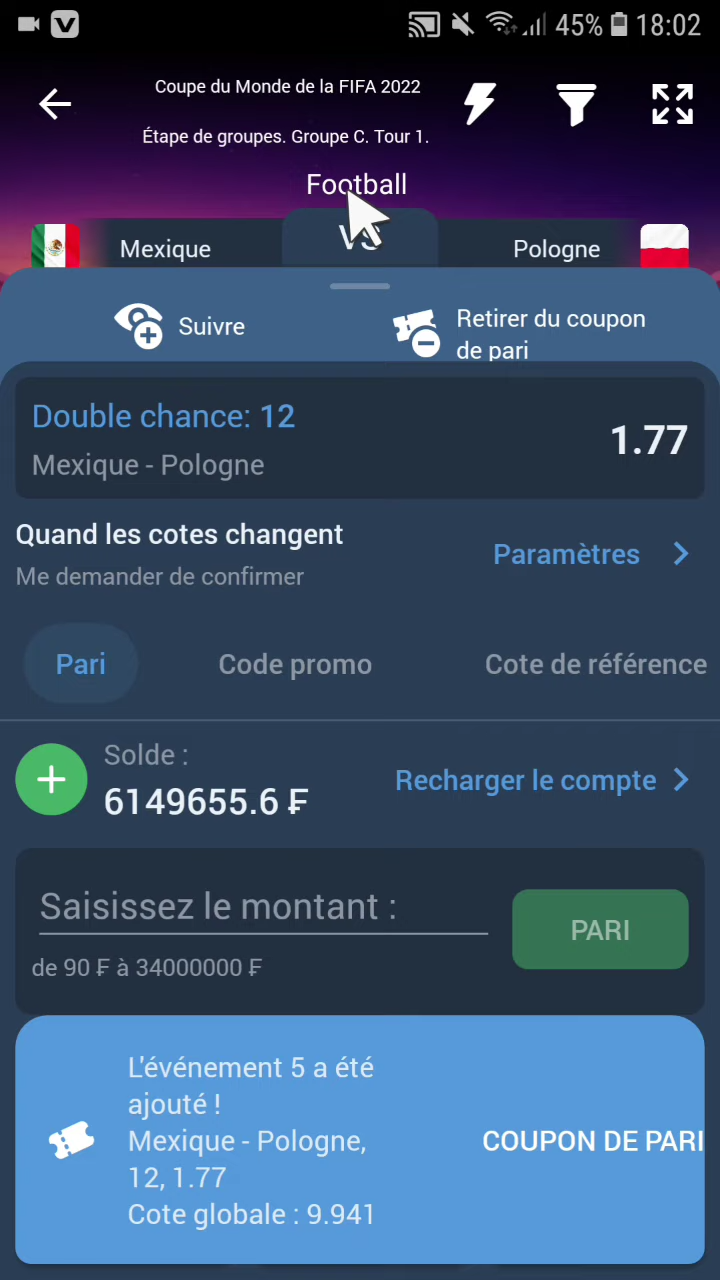 45% 18:02
Coupe du Monde de la FIFA 2022
Étape de groupes. Groupe C. Tour 1.
Football
Mexique
VS
Pologne
Suivre
Retirer du coupon
de pari
Double chance: 12
1.77
Mexique - Pologne
Quand les cotes changent
Paramètres
Me demander de confirmer
Pari
Code promo
Cote de référence
Solde :
6149655.6 ₣
Recharger le compte
Saisissez le montant :
PARI
de 90 ₣ à 34000000 ₣
L'événement 5 a été
ajouté !
Mexique - Pologne,
12, 1.77
Cote globale : 9.941
COUPON DE PARI